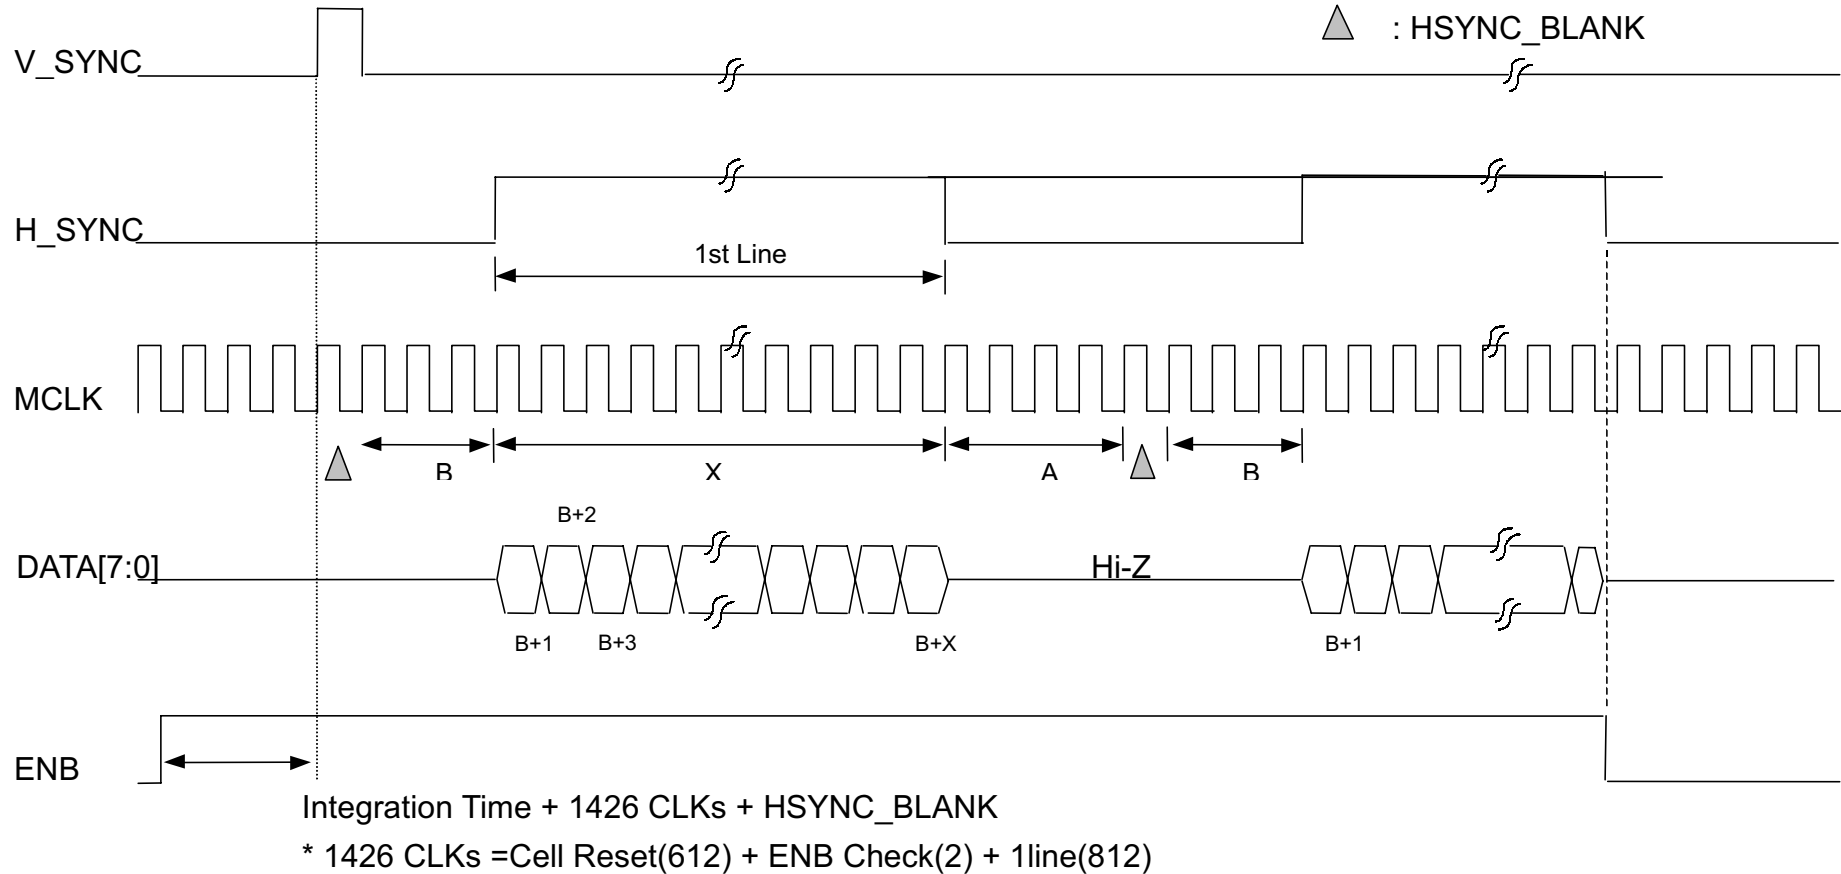 : HSYNC_BLANK
V_SYNC
H_SYNC
1st Line
MCLK
B X A B
B+2
DATA[7:0]
Hi-Z
B+1 B+3 B+X B+1
ENB
Integration Time + 1426 CLKs + HSYNC_BLANK
* 1426 CLKs =Cell Reset(612) + ENB Check(2) + 1line(812)